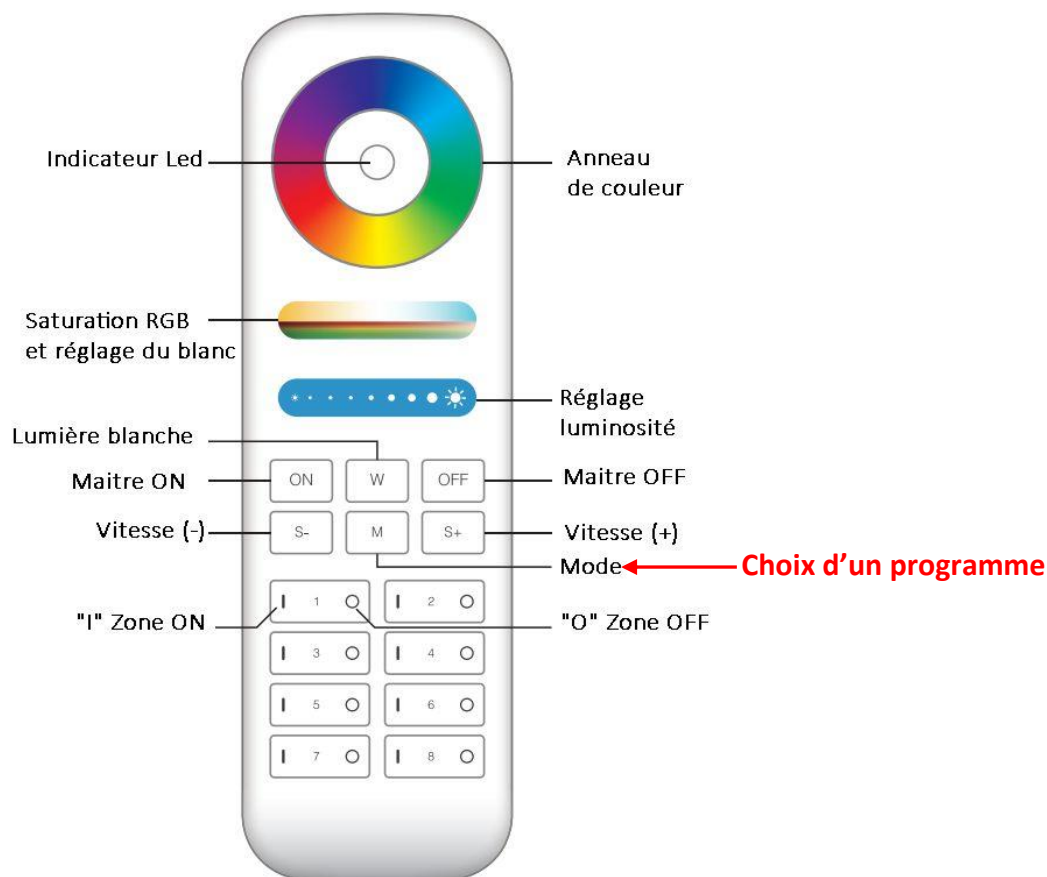 Indicateur Led
Anneau
de couleur
Saturation RGB
et réglage du blanc
Réglage
luminosité
Lumière blanche
Maitre ON
ON
W
OFF
Maitre OFF
Vitesse (-)
S-
M
S+
Vitesse (+)
Mode
Choix d'un programme
"I" Zone ON
I 1 O
I 2 O
"O" Zone OFF
I 3 O
I 4 O
I 5 O
I 6 O
I 7 O
I 8 O